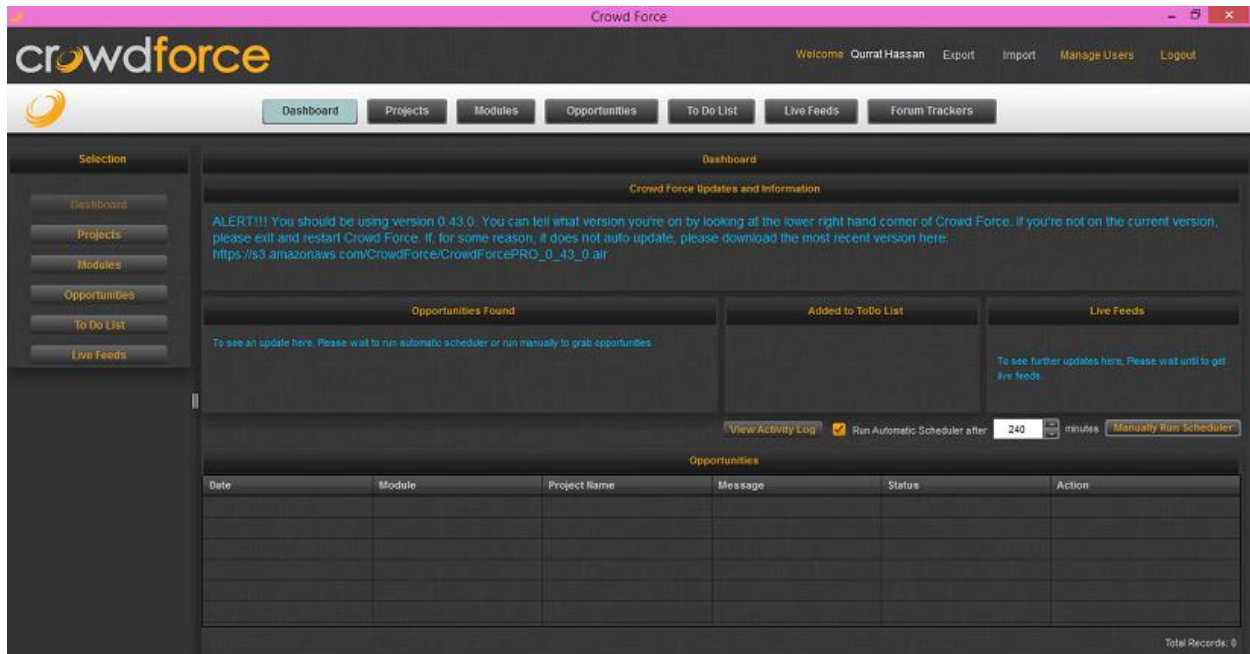 Crowd Force
crowdforce
Welcome Qurrat Hassan Export Import Manage Users Logout
Dashboard Projects Modules Opportunities To Do List Live Feeds Forum Trackers
Selection
Dashboard
Projects
Modules
Opportunities
To Do List
Live Feeds
Dashboard
Crowd Force Updates and Information
ALERT!!! You should be using version 0.43.0. You can tell what version you're on by looking at the lower right hand corner of Crowd Force. If you're not on the current version,
please exit and restart Crowd Force. If, for some reason, it does not auto update, please download the most recent version here:
https://s3.amazonaws.com/CrowdForce/CrowdForcePRO_0_43_0.air
Opportunities Found Added to ToDo List Live Feeds
To see an update here, Please wait to run automatic scheduler or run manually to grab opportunities.
To see further updates here, Please wait until to get
live feeds.
View Activity Log Run Automatic Scheduler after 240 minutes Manually Run Scheduler
Opportunities
Date Module Project Name Message Status Action
Total Records: 0